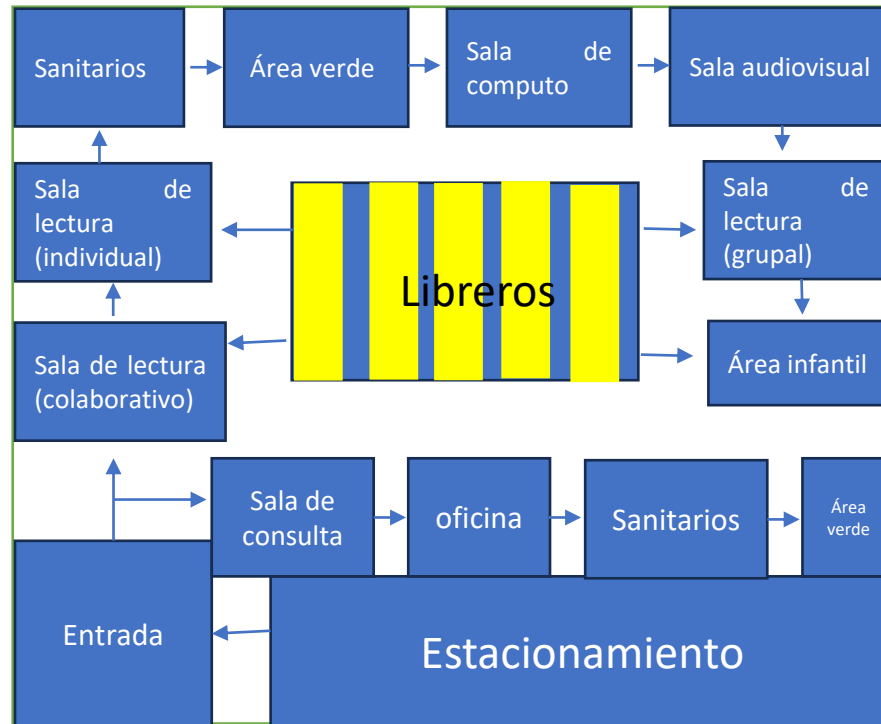 Sanitarios
Área verde
Sala de
computo
Sala audiovisual
Sala de
lectura
(individual)
Libreros
Sala de
lectura
(grupal)
Sala de lectura
(colaborativo)
Área infantil
Sala de
consulta
oficina
Sanitarios
Área
verde
Entrada
Estacionamiento